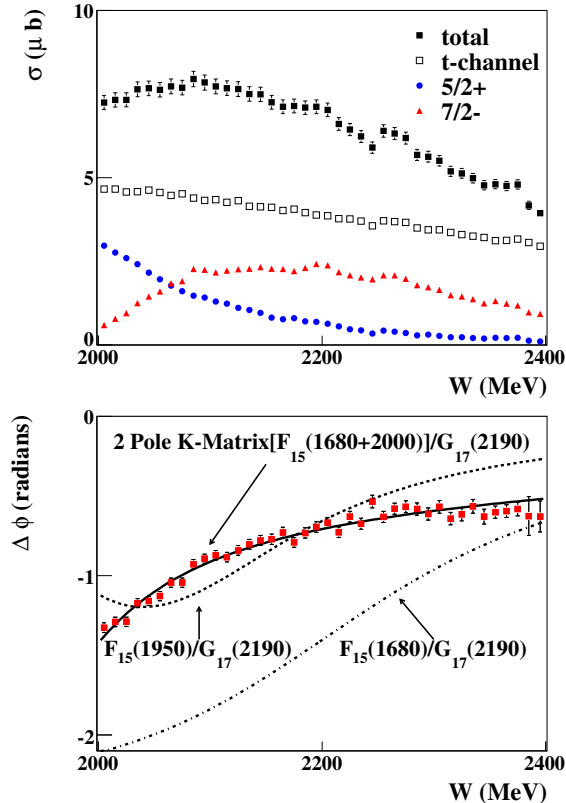 10
5
0
2000
2200
2400
W (MeV)
σ (μ b)
total
t-channel
5/2+
7/2-
-0
-1
-2
2000
2200
2400
W (MeV)
Δ ϕ (radians)
2 Pole K-Matrix[F15(1680+2000)]/G17(2190)
F15(1950)/G17(2190)
F15(1680)/G17(2190)